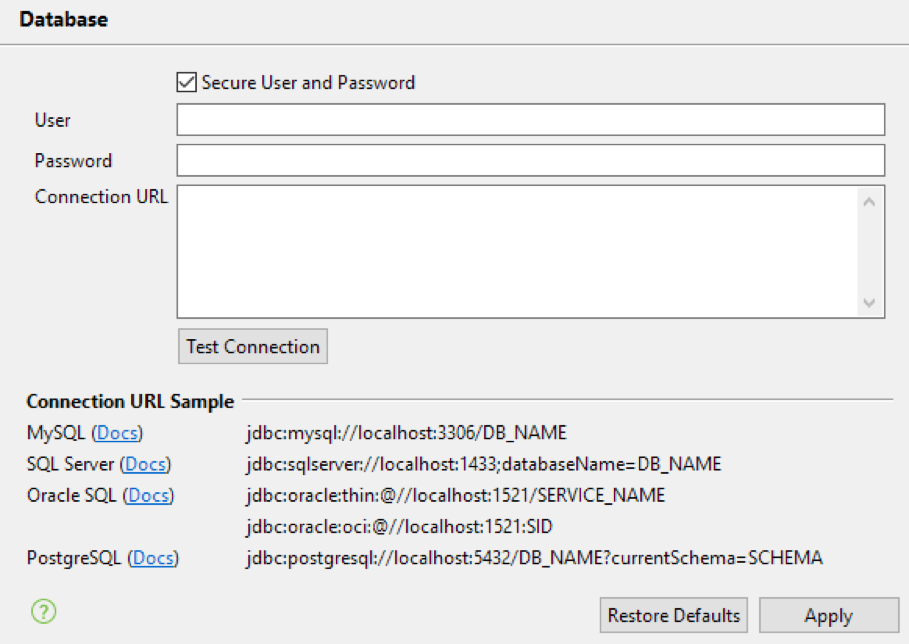 Database
Secure User and Password
User
Password
Connection URL
Test Connection
Connection URL Sample
MySQL (Docs) jdbc:mysql://localhost:3306/DB_NAME
SQL Server (Docs) jdbc:sqlserver://localhost:1433;databaseName=DB_NAME
Oracle SQL (Docs) jdbc:oracle:thin:@//localhost:1521/SERVICE_NAME
jdbc:oracle:oci:@//localhost:1521:SID
PostgreSQL (Docs) jdbc:postgresql://localhost:5432/DB_NAME?currentSchema=SCHEMA
? Restore Defaults Apply